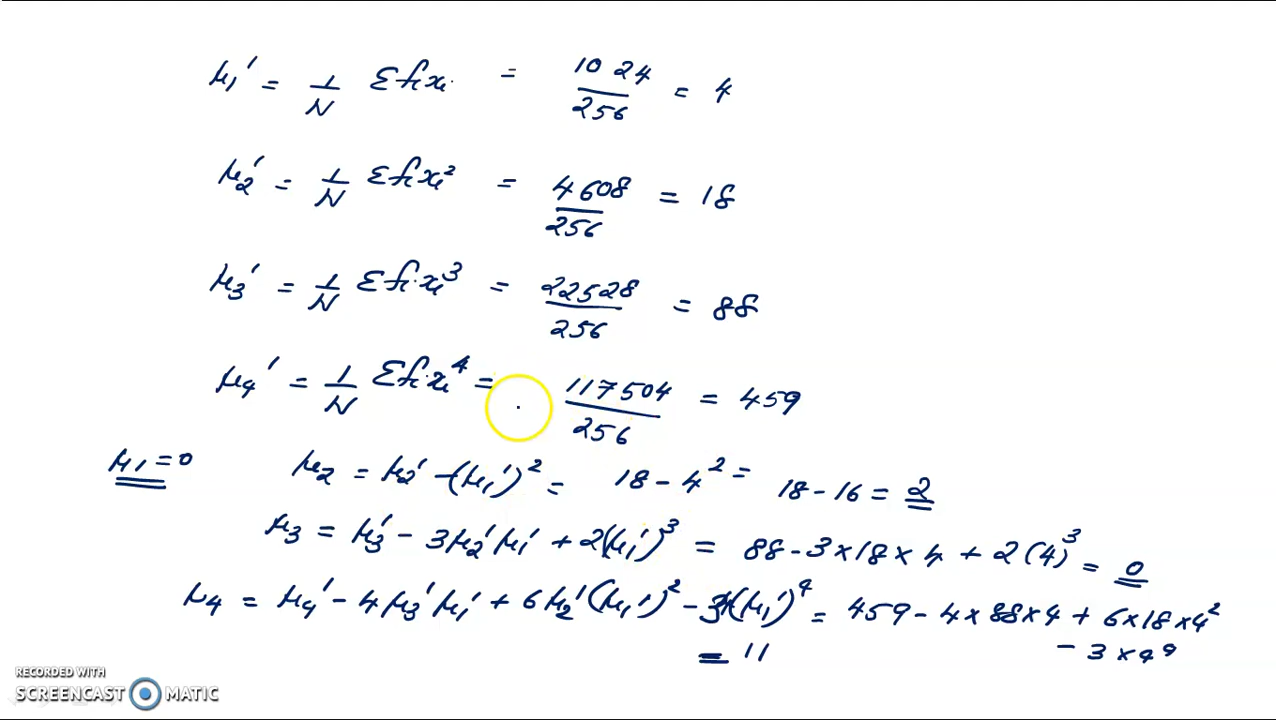 μ₁′ = 1/N Σfᵢxᵢ = 1024/256 = 4
μ₂′ = 1/N Σfᵢxᵢ² = 4608/256 = 18
μ₃′ = 1/N Σfᵢxᵢ³ = 22528/256 = 88
μ₄′ = 1/N Σfᵢxᵢ⁴ = 117504/256 = 459
μ₁ = 0 μ₂ = μ₂′ - (μ₁′)² = 18 - 4² = 18 - 16 = 2
μ₃ = μ₃′ - 3μ₂′μ₁′ + 2(μ₁′)³ = 88 - 3×18×4 + 2(4)³ = 0
μ₄ = μ₄′ - 4μ₃′μ₁′ + 6μ₂′(μ₁′)² - 3(μ₁′)⁴ = 459 - 4×88×4 + 6×18×4²
- 3×4⁴
= 11
RECORDED WITH
SCREENCAST MATIC